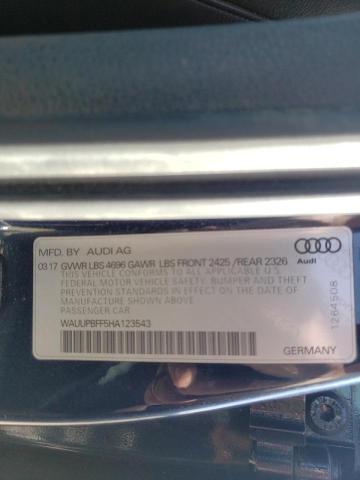 MFD. BY AUDI AG
03.17 GVWR LBS 4696 GAWR LBS FRONT 2425 /REAR 2326
THIS VEHICLE CONFORMS TO ALL APPLICABLE U.S.
FEDERAL MOTOR VEHICLE SAFETY, BUMPER AND THEFT
PREVENTION STANDARDS IN EFFECT ON THE DATE OF
MANUFACTURE SHOWN ABOVE.
PASSENGER CAR
WAUUPBFF5HA123543
GERMANY
Audi
1264508